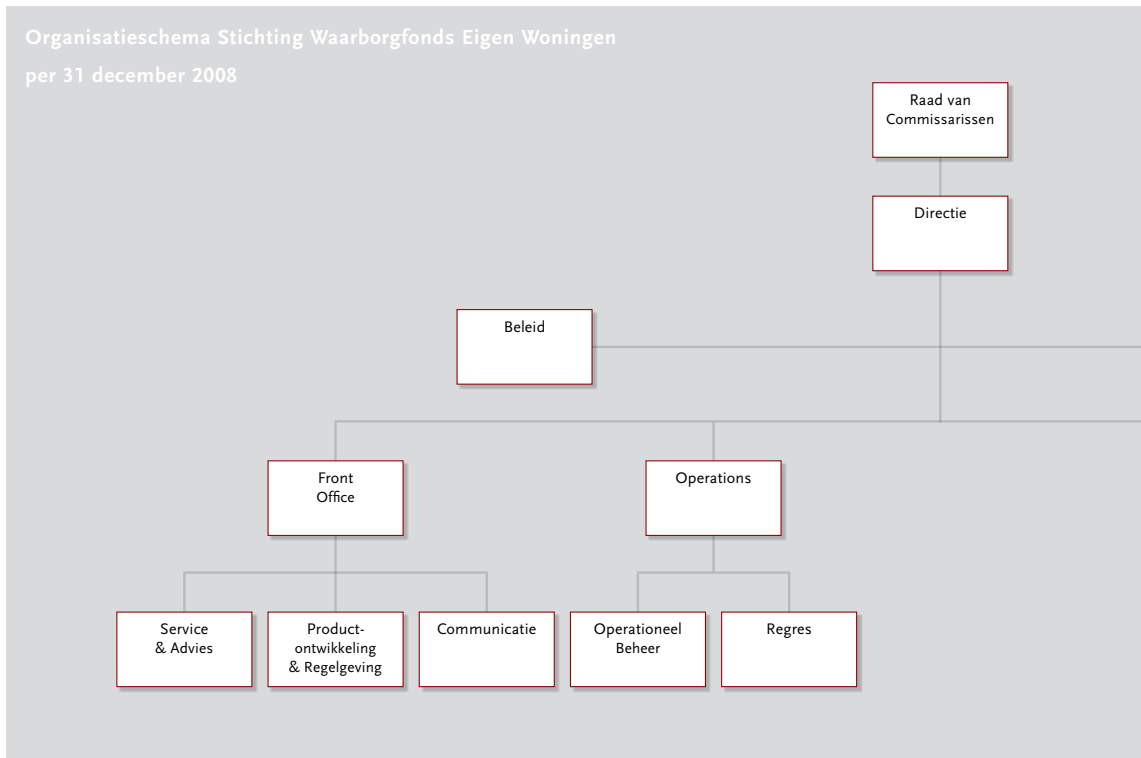 Organisatieschema Stichting Waarborgfonds Eigen Woningen
per 31 december 2008
Raad van
Commissarissen
Directie
Beleid
Front
Office
Operations
Service
& Advies
Product-
ontwikkeling
& Regelgeving
Communicatie
Operationeel
Beheer
Regres